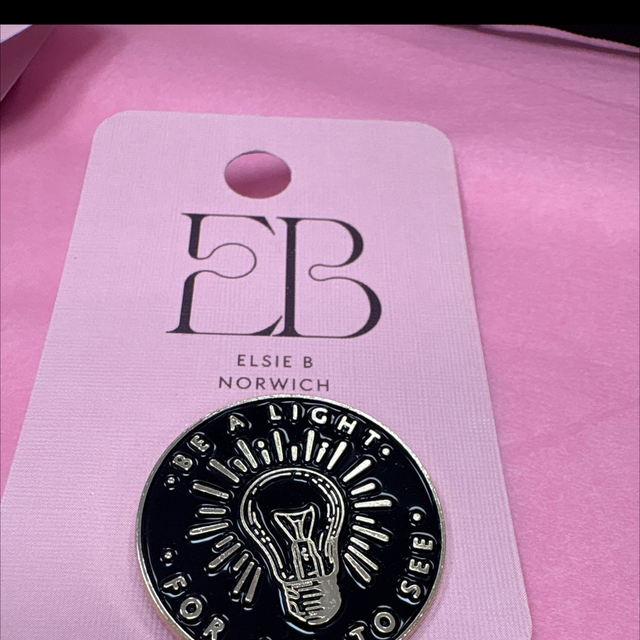 EB
ELSIE B
NORWICH
BE A LIGHT
FOR TO SEE